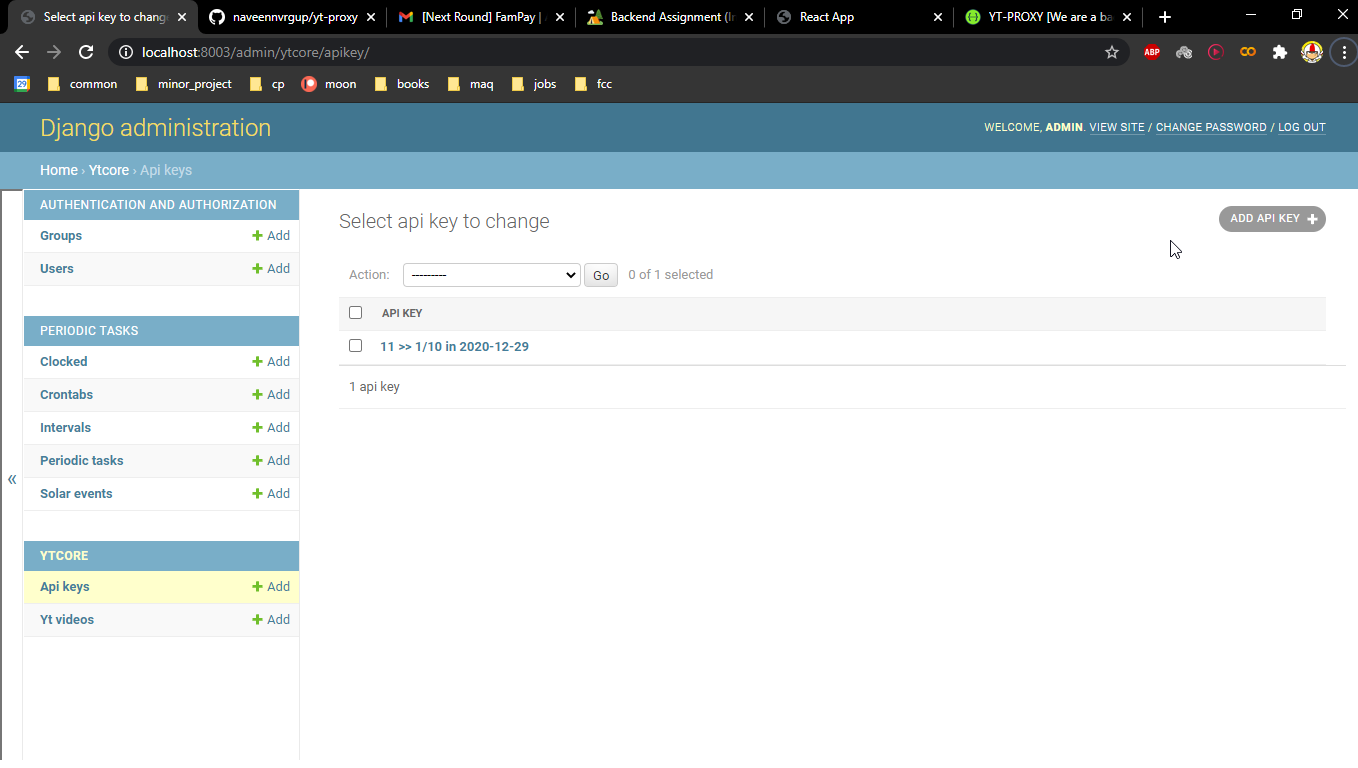 Select api key to change
naveennvrgup/yt-proxy
[Next Round] FamPay |
Backend Assignment (I
React App
YT-PROXY [We are a ba
localhost:8003/admin/ytcore/apikey/
ABP
29
common
minor_project
cp
moon
books
maq
jobs
fcc
Django administration
WELCOME, ADMIN. VIEW SITE / CHANGE PASSWORD / LOG OUT
Home › Ytcore › Api keys
AUTHENTICATION AND AUTHORIZATION
Groups + Add
Users + Add
PERIODIC TASKS
Clocked + Add
Crontabs + Add
Intervals + Add
Periodic tasks + Add
Solar events + Add
«
YTCORE
Api keys + Add
Yt videos + Add
Select api key to change
ADD API KEY +
Action: --------- Go 0 of 1 selected
API KEY
11 >> 1/10 in 2020-12-29
1 api key